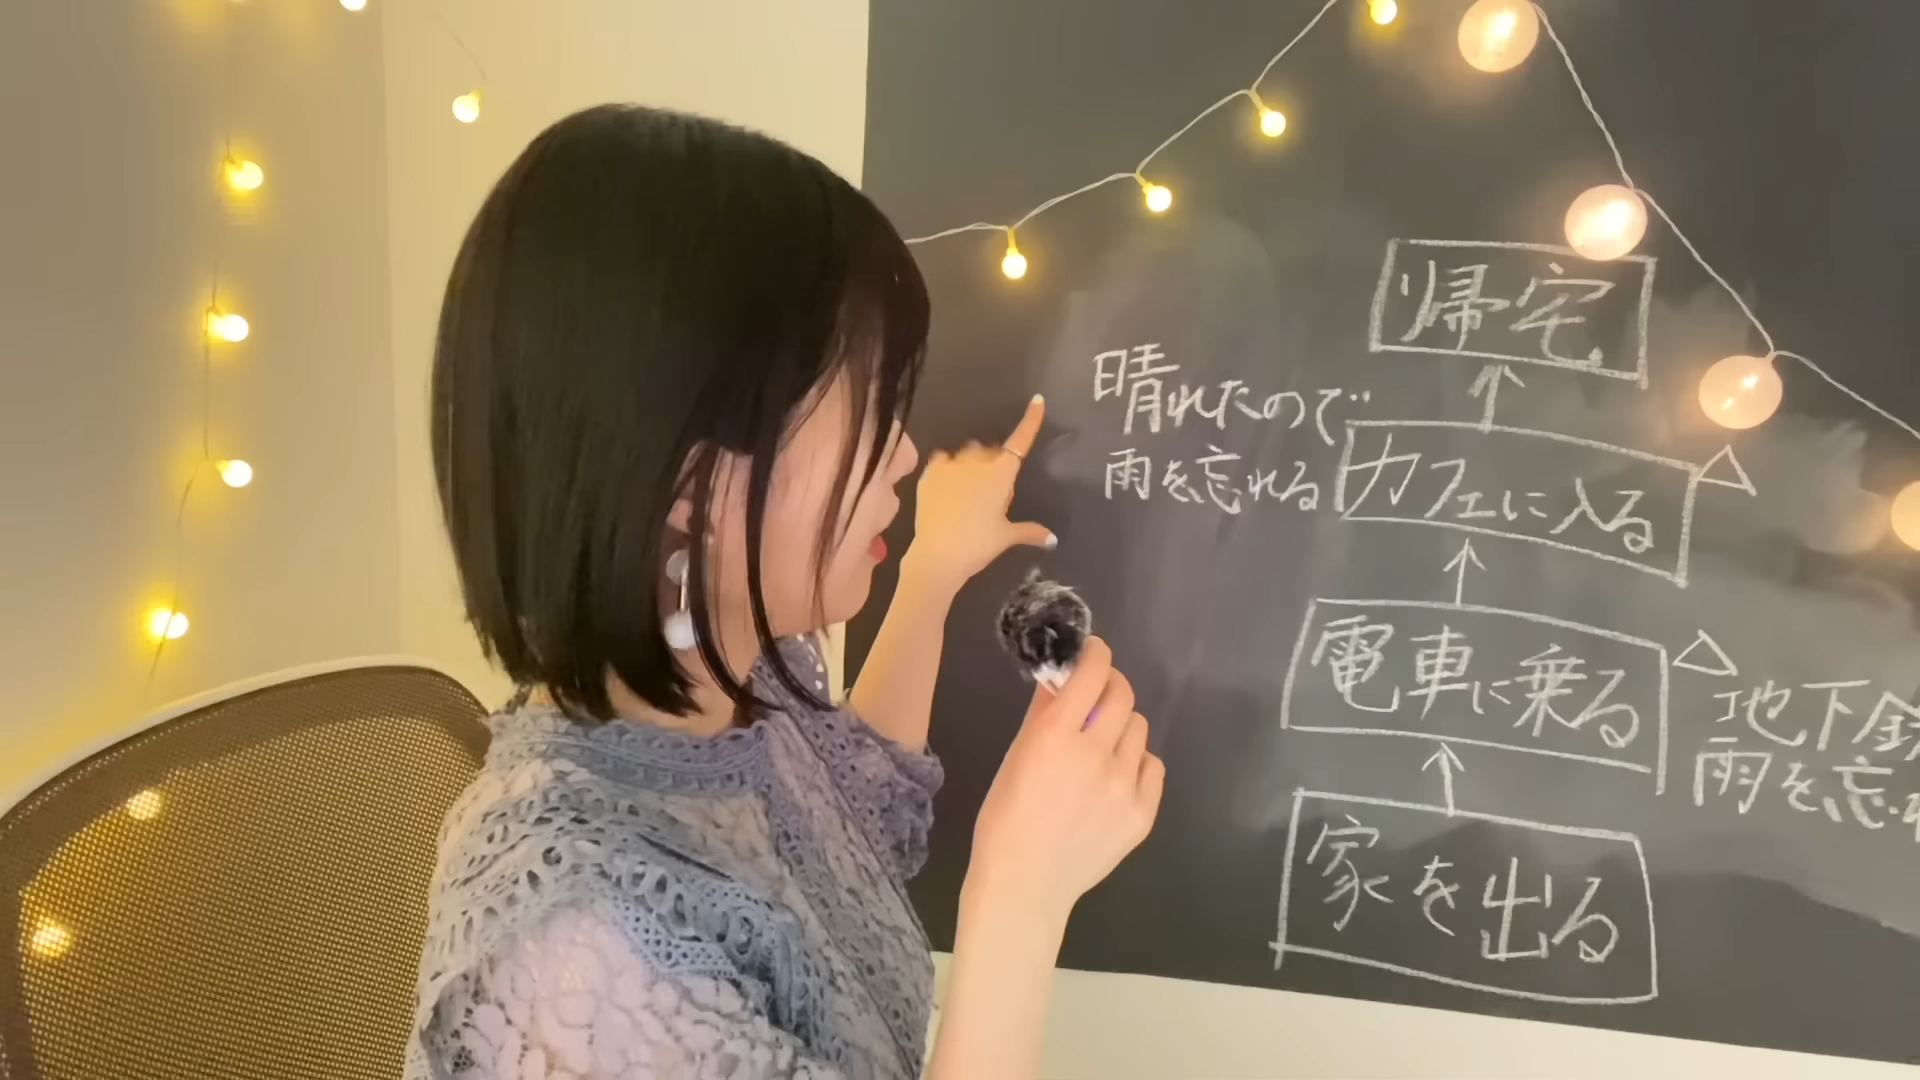 帰宅
晴れたので
雨を忘れる
カフェに入る
△
電車に乗る
△
地下鉄
雨を忘れ
家を出る